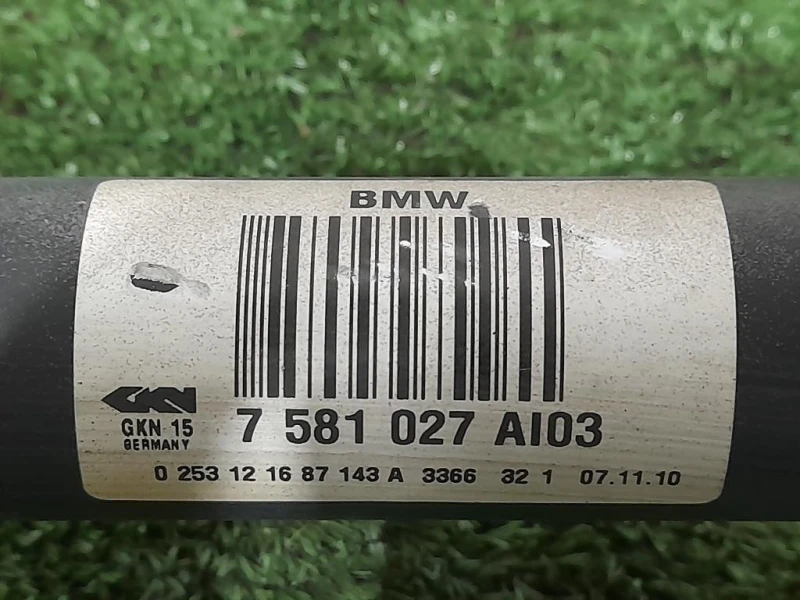 BMW
GKN
GKN 15
GERMANY
7 581 027 AI03
0 253 12 16 87 143 A 3366 32 1 07.11.10